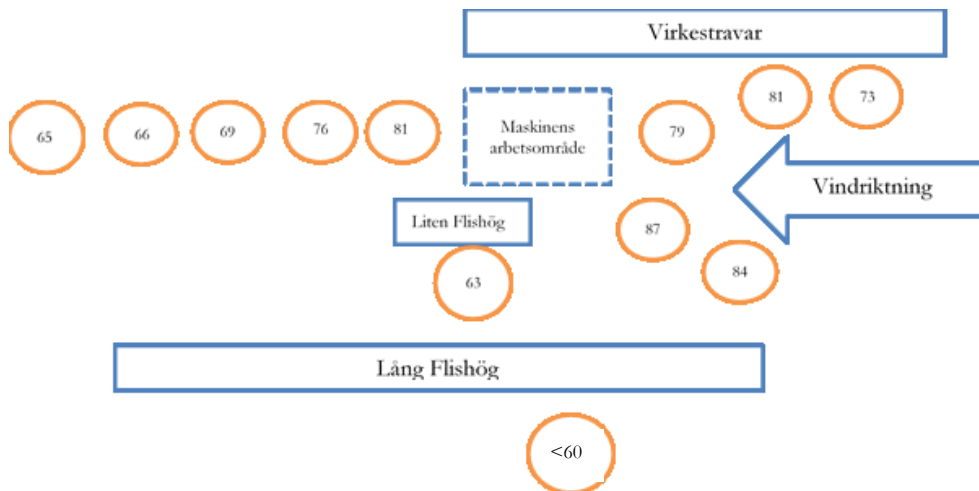 Virkestravar
81
73
65
66
69
76
81
Maskinens
arbetsområde
79
Vindriktning
Liten Flishög
87
63
84
Lång Flishög
<60